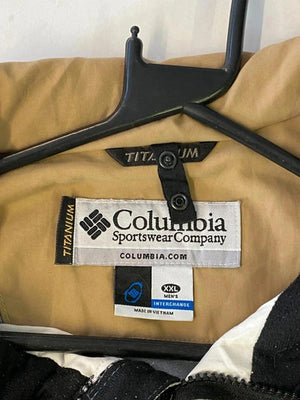 TITANIUM
TITANIUM
Columbia
Sportswear Company
COLUMBIA.COM
XXL
MEN'S
INTERCHANGE
MADE IN VIETNAM